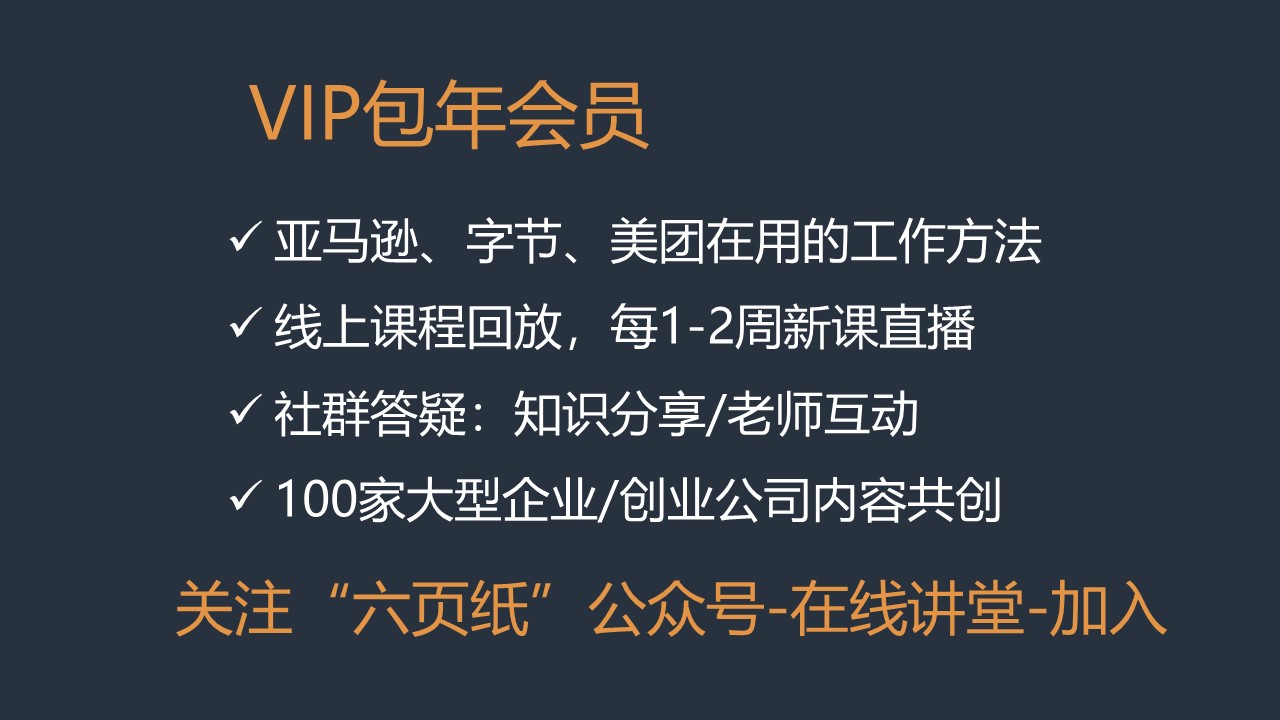 VIP包年会员
✓ 亚马逊、字节、美团在用的工作方法
✓ 线上课程回放，每1-2周新课直播
✓ 社群答疑：知识分享/老师互动
✓ 100家大型企业/创业公司内容共创
关注“六页纸”公众号-在线讲堂-加入